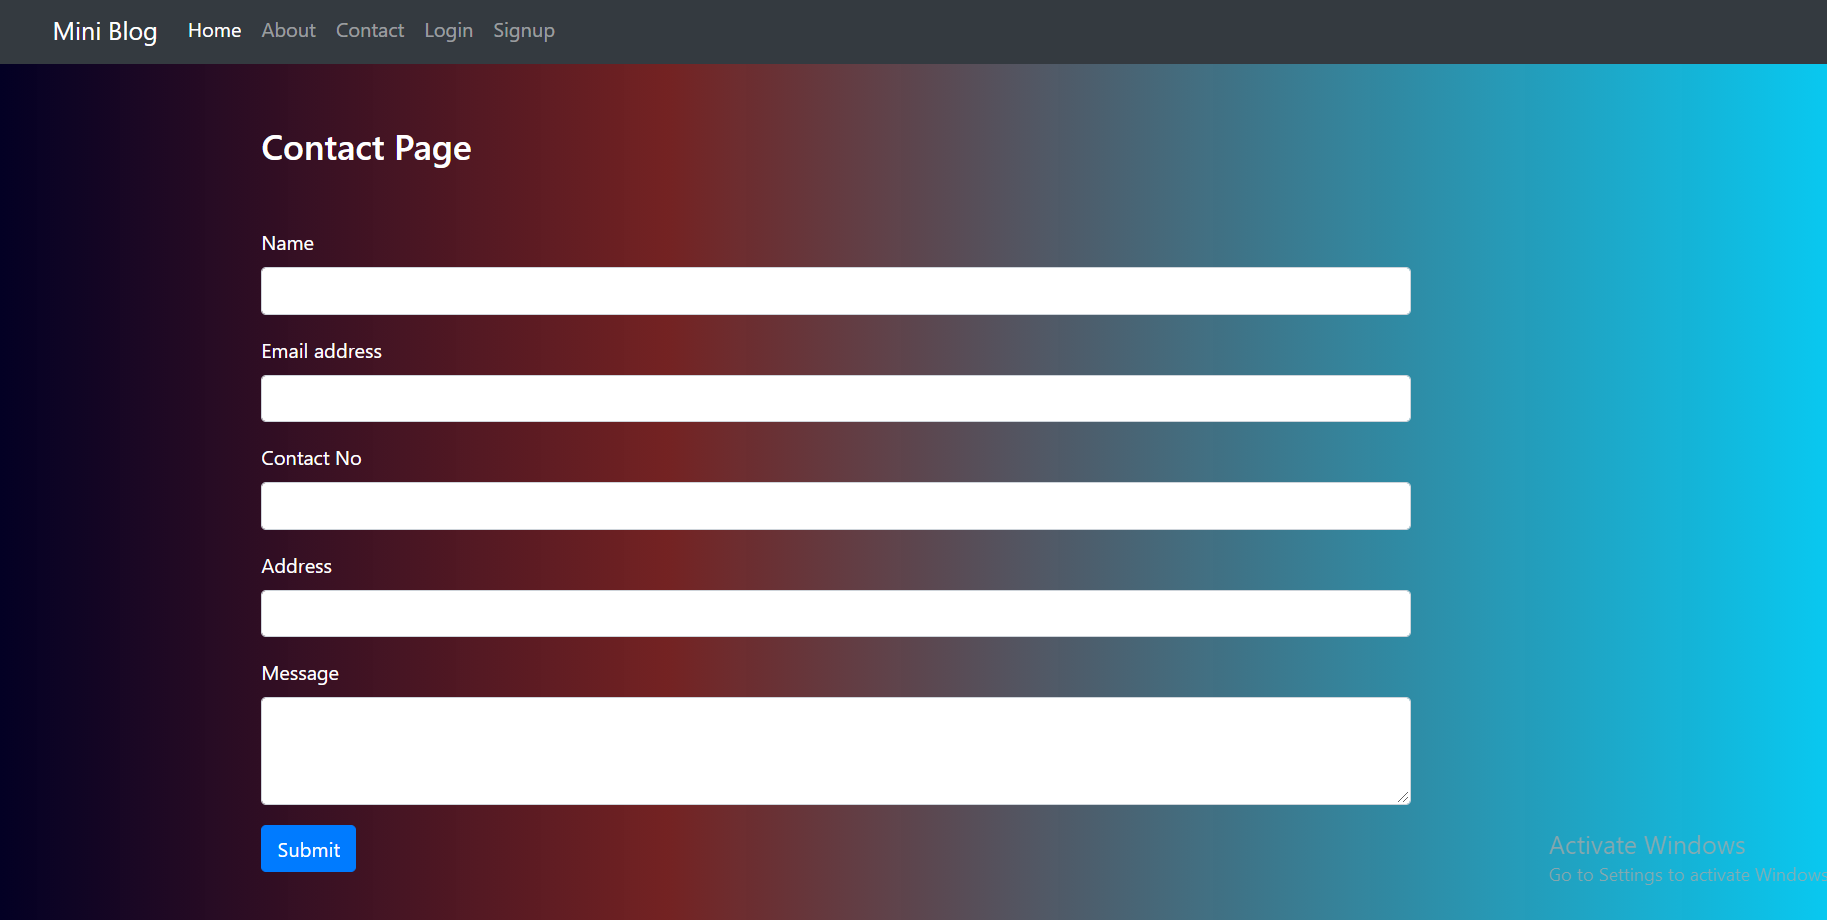 Mini Blog Home About Contact Login Signup
Contact Page
Name
Email address
Contact No
Address
Message
Submit
Activate Windows
Go to Settings to activate Windows